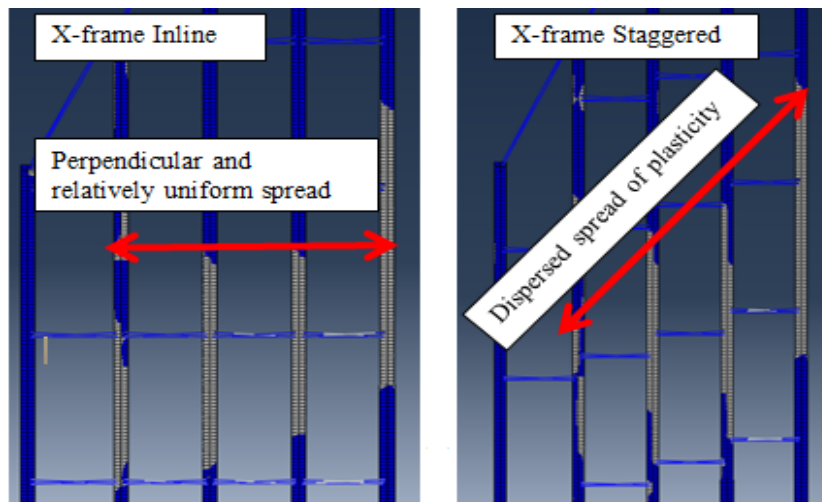 X-frame Inline
Perpendicular and
relatively uniform spread
X-frame Staggered
Dispersed spread of plasticity